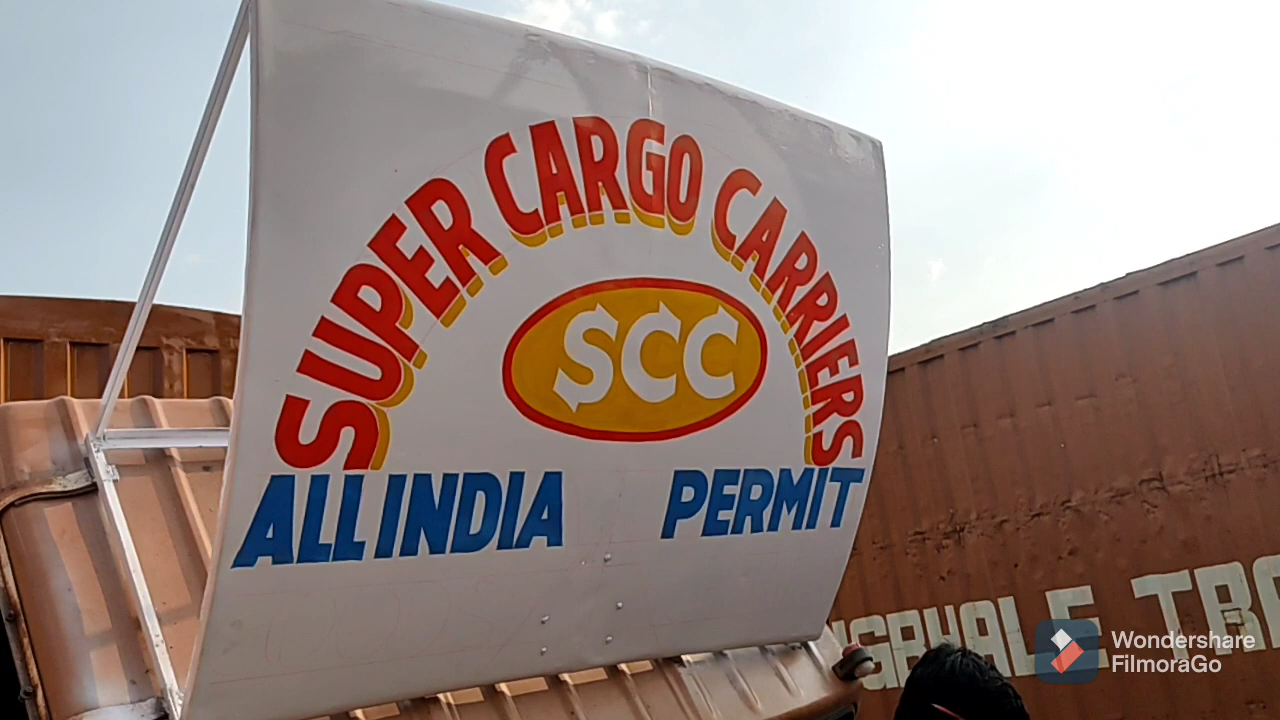 SUPER CARGO CARRIERS
SCC
ALL INDIA PERMIT
Wondershare
FilmoraGo